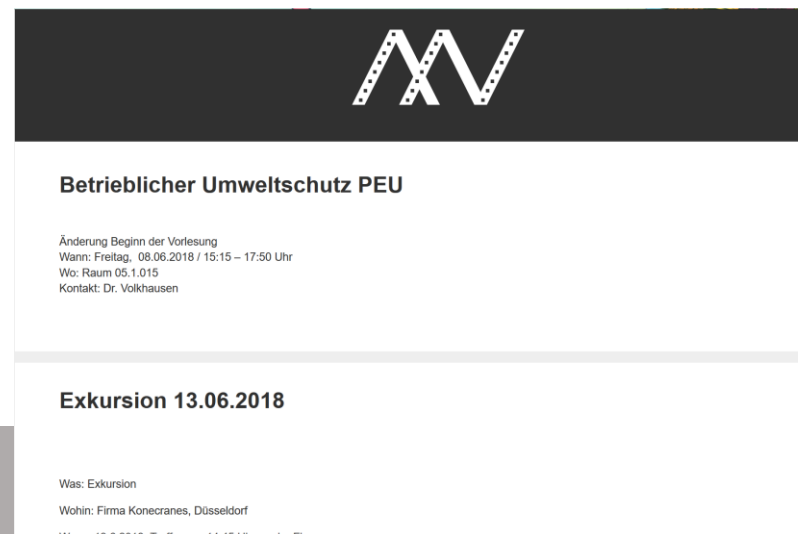 Betrieblicher Umweltschutz PEU
Änderung Beginn der Vorlesung
Wann: Freitag, 08.06.2018 / 15:15 – 17:50 Uhr
Wo: Raum 05.1.015
Kontakt: Dr. Volkhausen
Exkursion 13.06.2018
Was: Exkursion
Wohin: Firma Konecranes, Düsseldorf